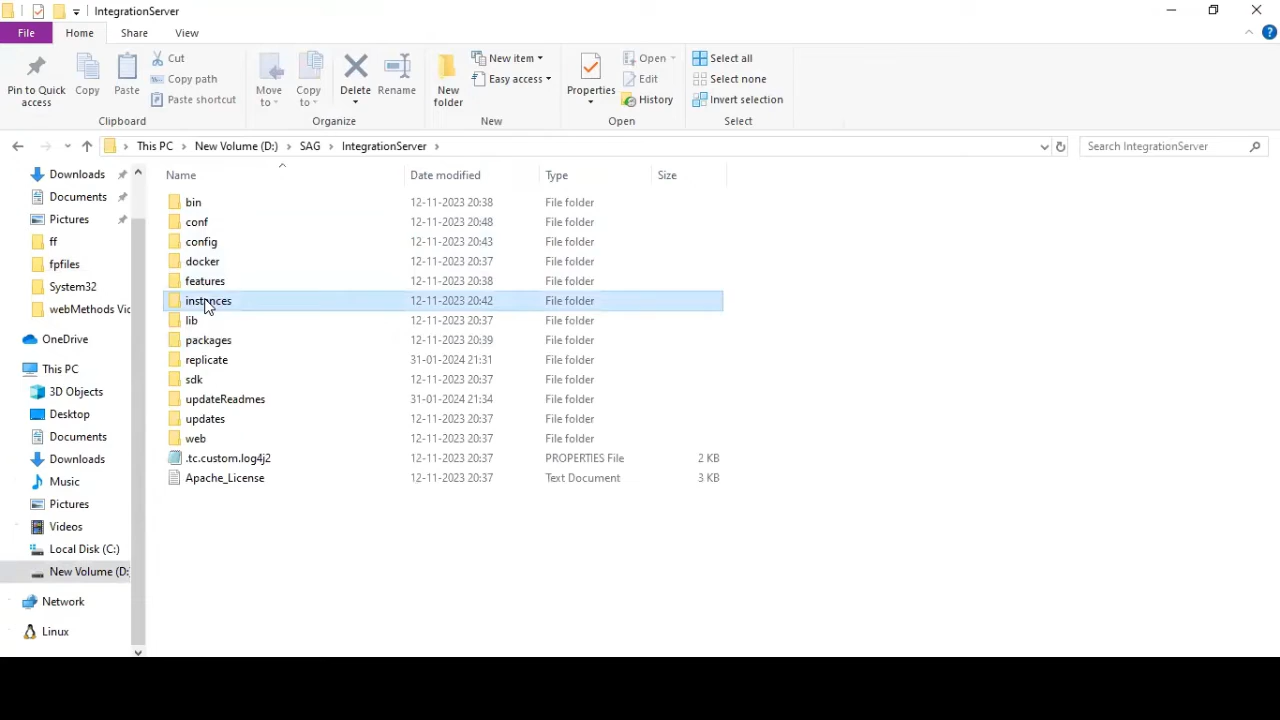 IntegrationServer
File Home Share View
Pin to Quick access
Copy
Paste
Cut
Copy path
Paste shortcut
Clipboard
Move to
Copy to
Delete
Rename
Organize
New folder
New item
Easy access
New
Properties
Open
Edit
History
Open
Select all
Select none
Invert selection
Select
This PC New Volume (D:) SAG IntegrationServer
Search IntegrationServer
Downloads
Documents
Pictures
ff
fpfiles
System32
webMethods Vic
OneDrive
This PC
3D Objects
Desktop
Documents
Downloads
Music
Pictures
Videos
Local Disk (C:)
New Volume (D:
Network
Linux
Name Date modified Type Size
bin 12-11-2023 20:38 File folder
conf 12-11-2023 20:48 File folder
config 12-11-2023 20:43 File folder
docker 12-11-2023 20:37 File folder
features 12-11-2023 20:38 File folder
instances 12-11-2023 20:42 File folder
lib 12-11-2023 20:37 File folder
packages 12-11-2023 20:39 File folder
replicate 31-01-2024 21:31 File folder
sdk 12-11-2023 20:37 File folder
updateReadmes 31-01-2024 21:34 File folder
updates 12-11-2023 20:37 File folder
web 12-11-2023 20:37 File folder
.tc.custom.log4j2 12-11-2023 20:37 PROPERTIES File 2 KB
Apache_License 12-11-2023 20:37 Text Document 3 KB